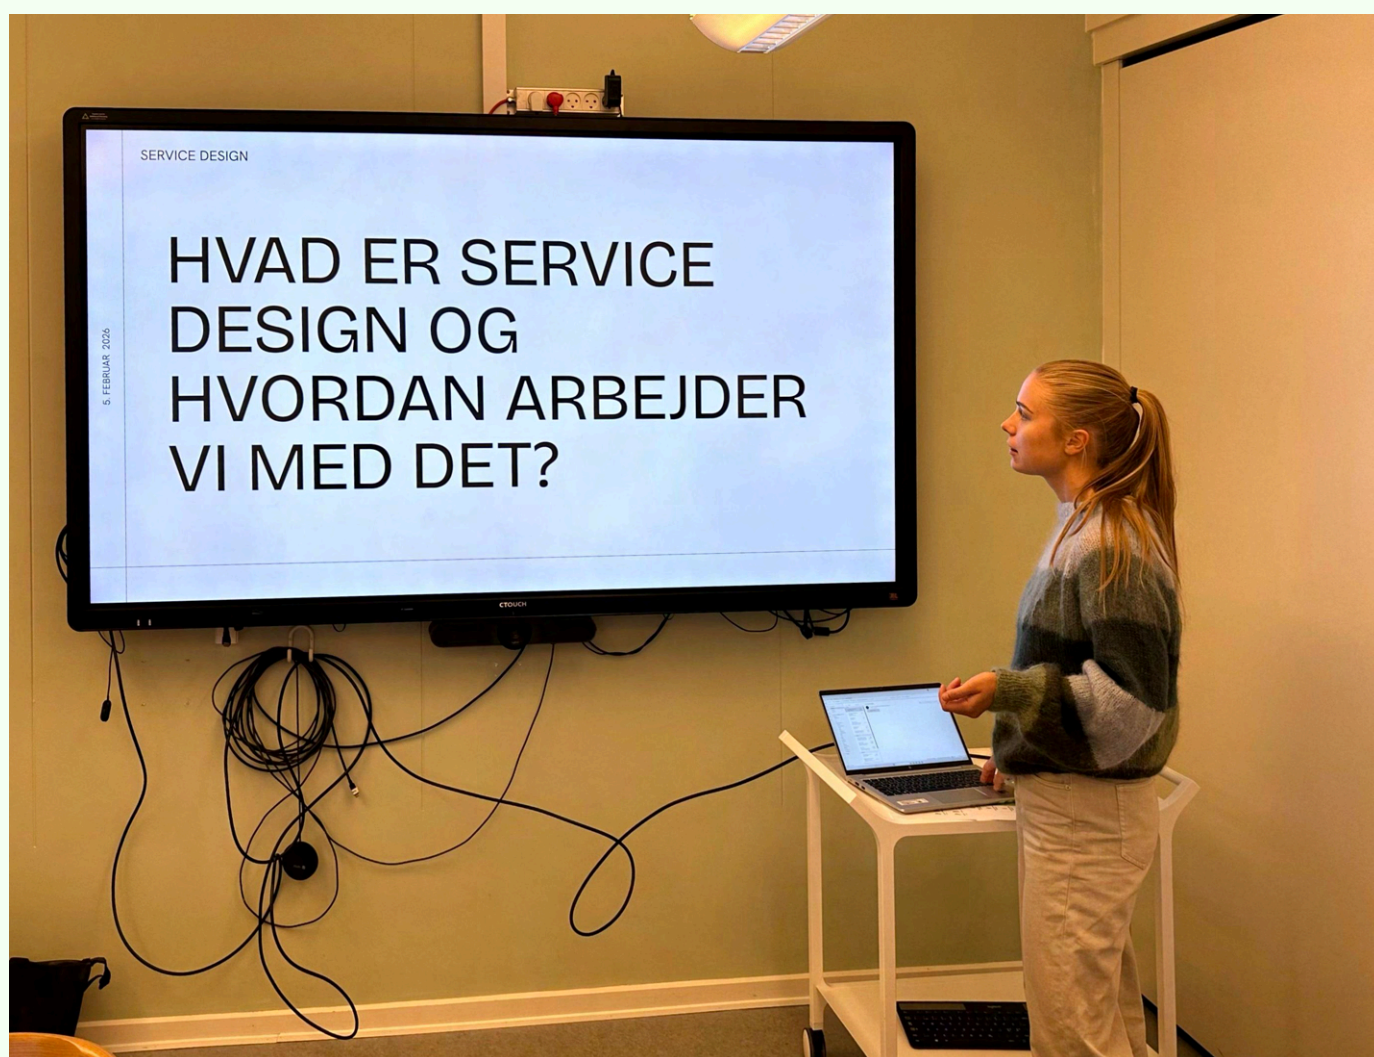 SERVICE DESIGN
HVAD ER SERVICE
DESIGN OG
HVORDAN ARBEJDER
VI MED DET?
5. FEBRUAR 2026
CTOUCH